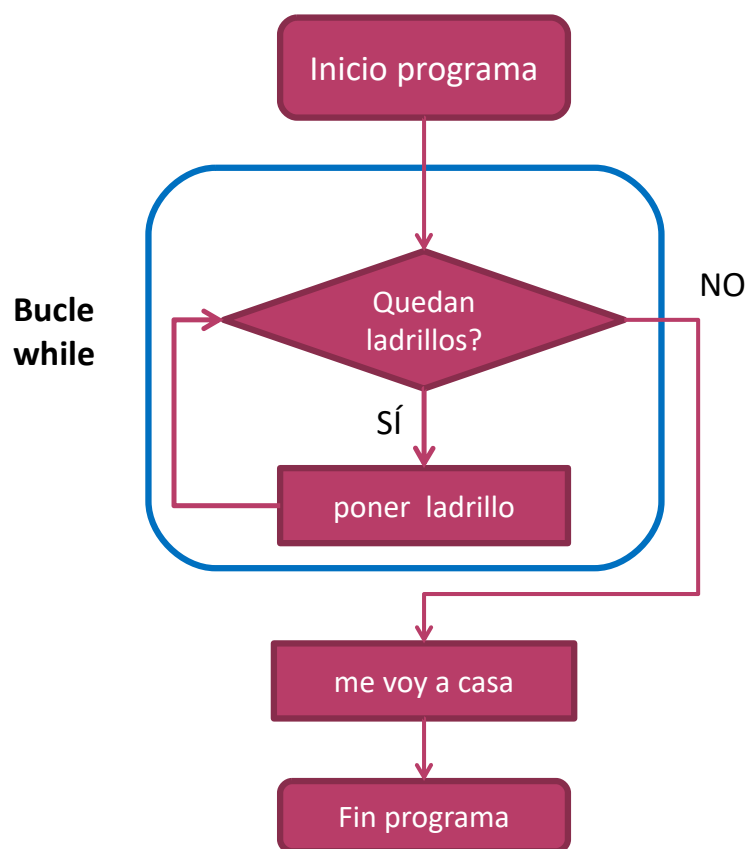 Inicio programa
Bucle
while
Quedan
ladrillos?
NO
SÍ
poner ladrillo
me voy a casa
Fin programa